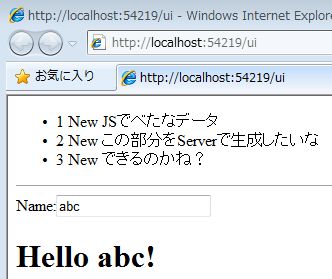 http://localhost:54219/ui - Windows Internet Explore
http://localhost:54219/ui
お気に入り
http://localhost:54219/ui
1 New JSでべたなデータ
2 New この部分をServerで生成したいな
3 New できるのかね？
Name: abc
Hello abc!